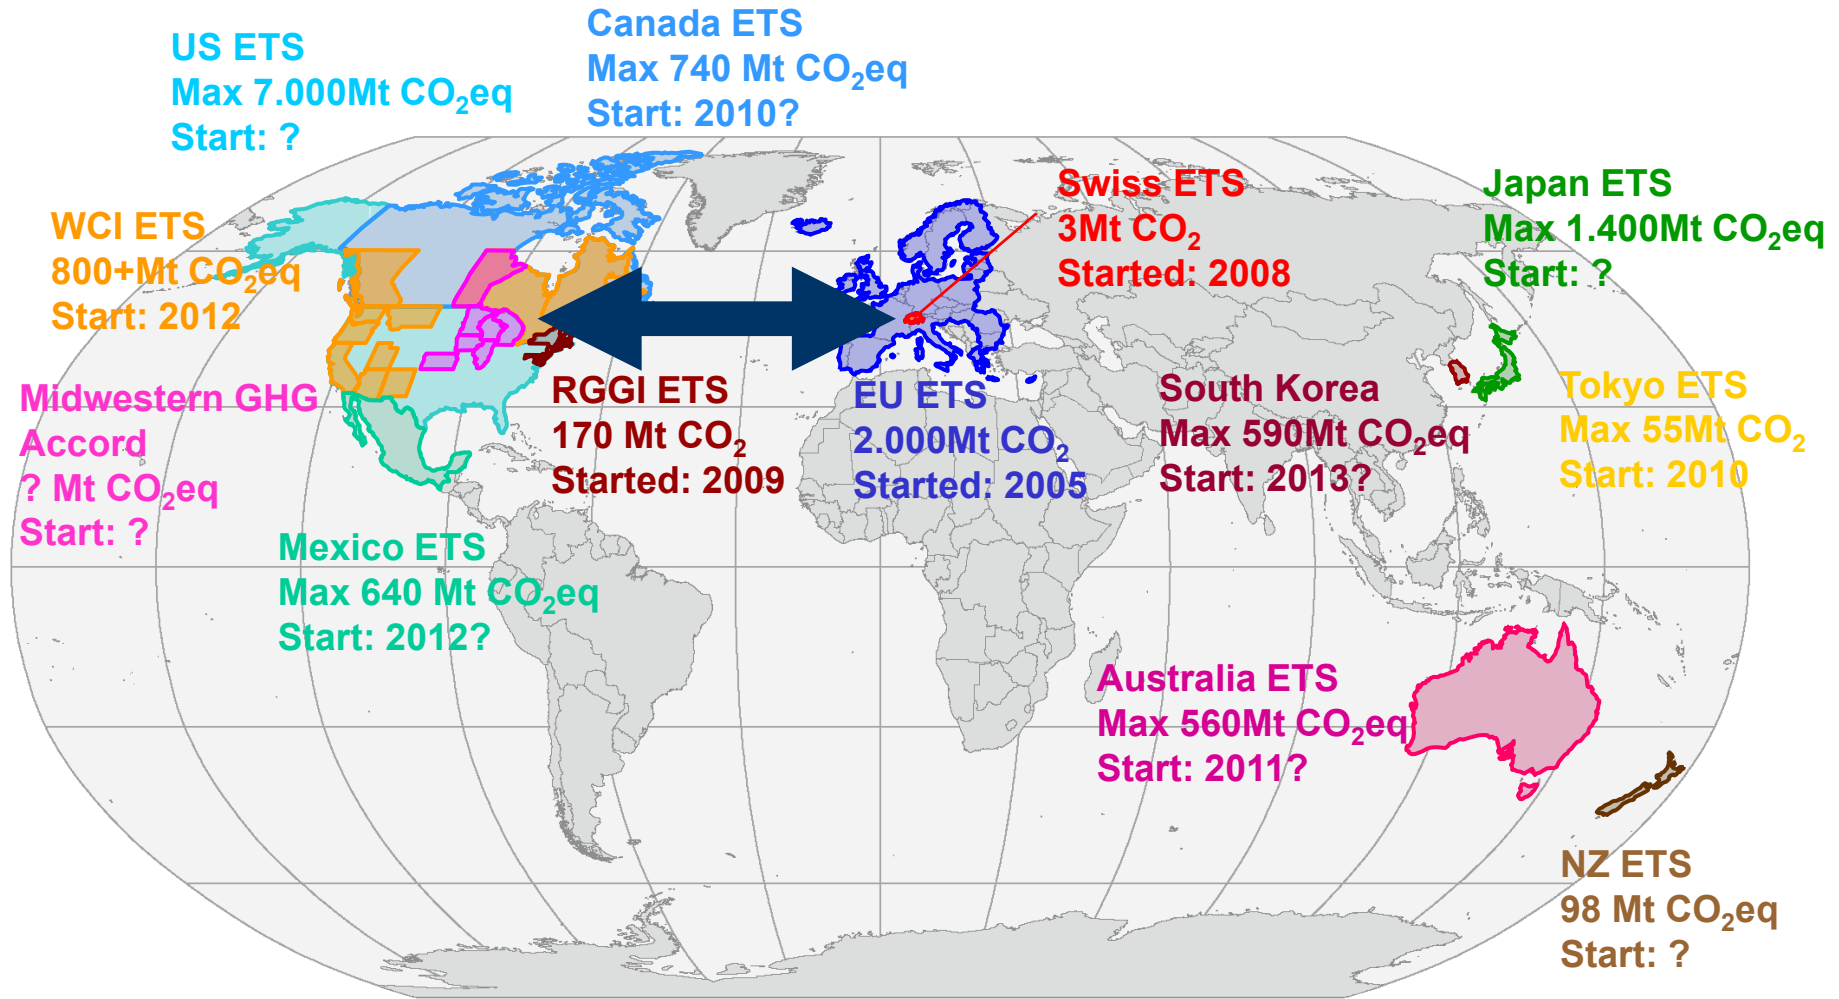 US ETS
Max 7.000Mt CO₂eq
Start: ?
Canada ETS
Max 740 Mt CO₂eq
Start: 2010?
WCI ETS
800+Mt CO₂eq
Start: 2012
Swiss ETS
3Mt CO₂
Started: 2008
Japan ETS
Max 1.400Mt CO₂eq
Start: ?
Midwestern GHG
Accord
? Mt CO₂eq
Start: ?
RGGI ETS
170 Mt CO₂
Started: 2009
EU ETS
2.000Mt CO₂
Started: 2005
South Korea
Max 590Mt CO₂eq
Start: 2013?
Tokyo ETS
Max 55Mt CO₂
Start: 2010
Mexico ETS
Max 640 Mt CO₂eq
Start: 2012?
Australia ETS
Max 560Mt CO₂eq
Start: 2011?
NZ ETS
98 Mt CO₂eq
Start: ?